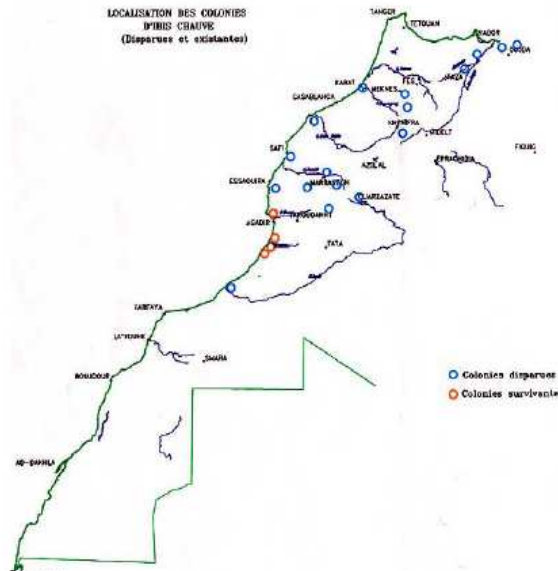 LOCALISATION DES COLONIES
D'IBIS CHAUVE
(Disparues et existantes)
TANGER
TETOUAN
NADOR
OUJDA
FES
TAZA
RABAT
MEKNES
CASABLANCA
KHENIFRA
MIDELT
FIGUIG
SAFI
AZILAL
ERRACHIDIA
ESSAOUIRA
MARRAKECH
OUARZAZATE
AGADIR
TAROUDANNT
TATA
TARFAYA
LAAYOUNE
SMARA
BOUJDOUR
AD-DAKHLA
Colonies disparues
Colonies survivante